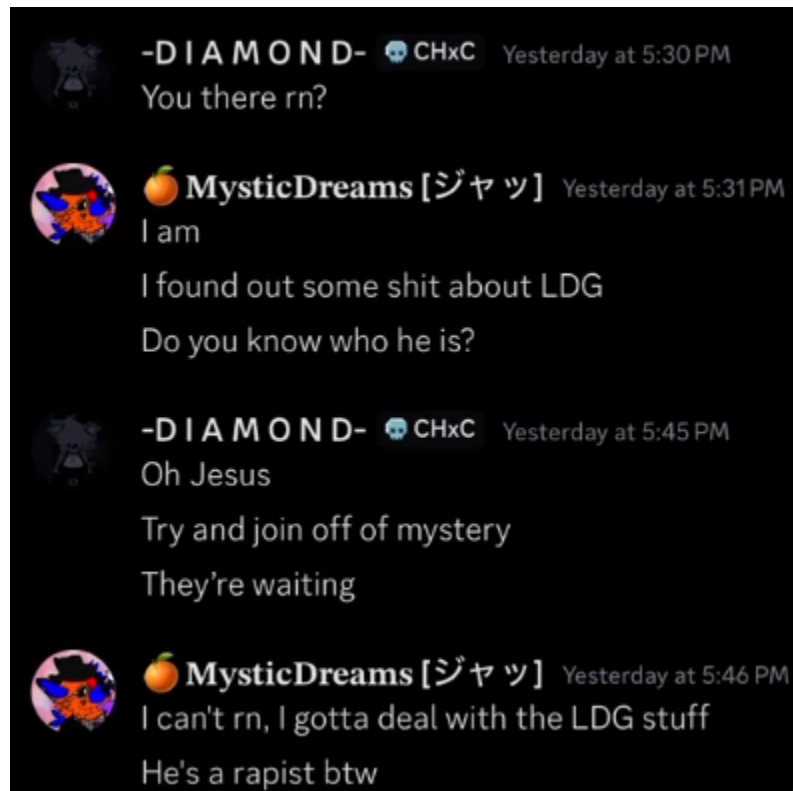 -D I A M O N D- CHxC Yesterday at 5:30 PM
You there rn?
MysticDreams [ジャッ] Yesterday at 5:31 PM
I am
I found out some shit about LDG
Do you know who he is?
-D I A M O N D- CHxC Yesterday at 5:45 PM
Oh Jesus
Try and join off of mystery
They're waiting
MysticDreams [ジャッ] Yesterday at 5:46 PM
I can't rn, I gotta deal with the LDG stuff
He's a rapist btw